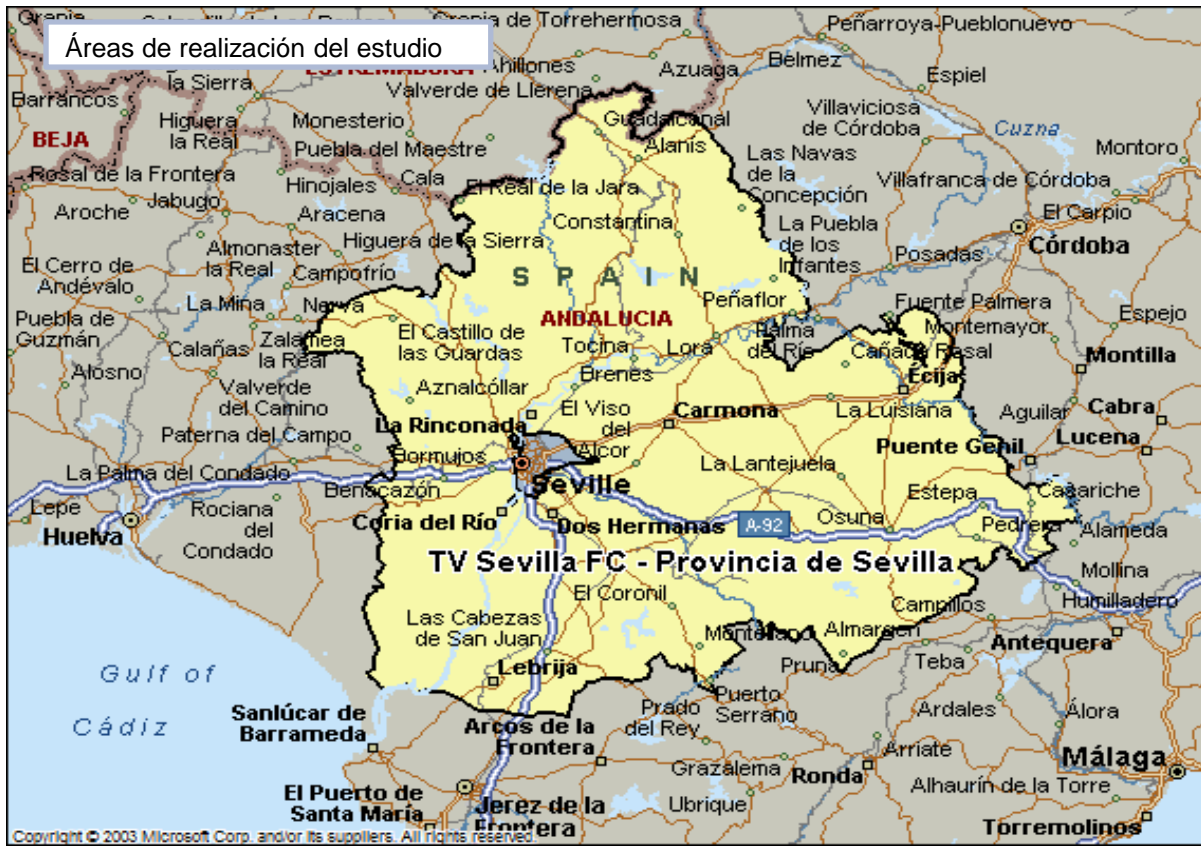 Áreas de realización del estudio
Granja de Torrehermosa
Peñarroya-Pueblonuevo
Ahillones
Azuaga
Bélmez
Espiel
la Sierra
Valverde de Llerena
Barrancos
Higuera
la Real
Monesterio
Guadalcanal
Villaviciosa
de Córdoba
Cuzna
BEJA
Puebla del Maestre
Alanís
Las Navas
de la
Concepción
Montoro
Rosal de la Frontera
Hinojales
Cala
El Real de la Jara
Villafranca de Córdoba
Aroche
Jabugo
Aracena
Constantina
La Puebla
de los
Infantes
El Carpio
Almonaster
la Real
Higuera de la Sierra
Posadas
Córdoba
El Cerro de
Andévalo
Campofrío
SPAIN
La Mina
Nerva
Peñaflor
Fuente Palmera
Puebla de
Guzmán
Calañas
Zalamea
la Real
El Castillo de
las Guardas
ANDALUCIA
Tocina
Lora
Palma
del Río
Montemayor
Cañada Rosal
Espejo
Montilla
Alosno
Valverde
del Camino
Aznalcóllar
Brenes
Écija
La Rinconada
El Viso
del
Alcor
Carmona
La Luisiana
Aguilar
Cabra
Paterna del Campo
Bormujos
Puente Genil
Lucena
La Palma del Condado
Benacazón
Seville
La Lantejuela
Estepa
Casariche
Lepe
Huelva
Rociana
del
Condado
Coria del Río
Dos Hermanas
A-92
Osuna
Pedrera
Alameda
TV Sevilla FC - Provincia de Sevilla
Mollina
Humilladero
El Coronil
Campillos
Las Cabezas
de San Juan
Montellano
Almargen
Antequera
Gulf of
Cádiz
Lebrija
Pruna
Teba
Sanlúcar de
Barrameda
Arcos de la
Frontera
Prado
del Rey
Puerto
Serrano
Ardales
Álora
Arriate
Málaga
Grazalema
Ronda
El Puerto de
Santa María
Jerez de la
Frontera
Ubrique
Alhaurín de la Torre
Torremolinos
Copyright © 2003 Microsoft Corp. and/or its suppliers. All rights reserved.